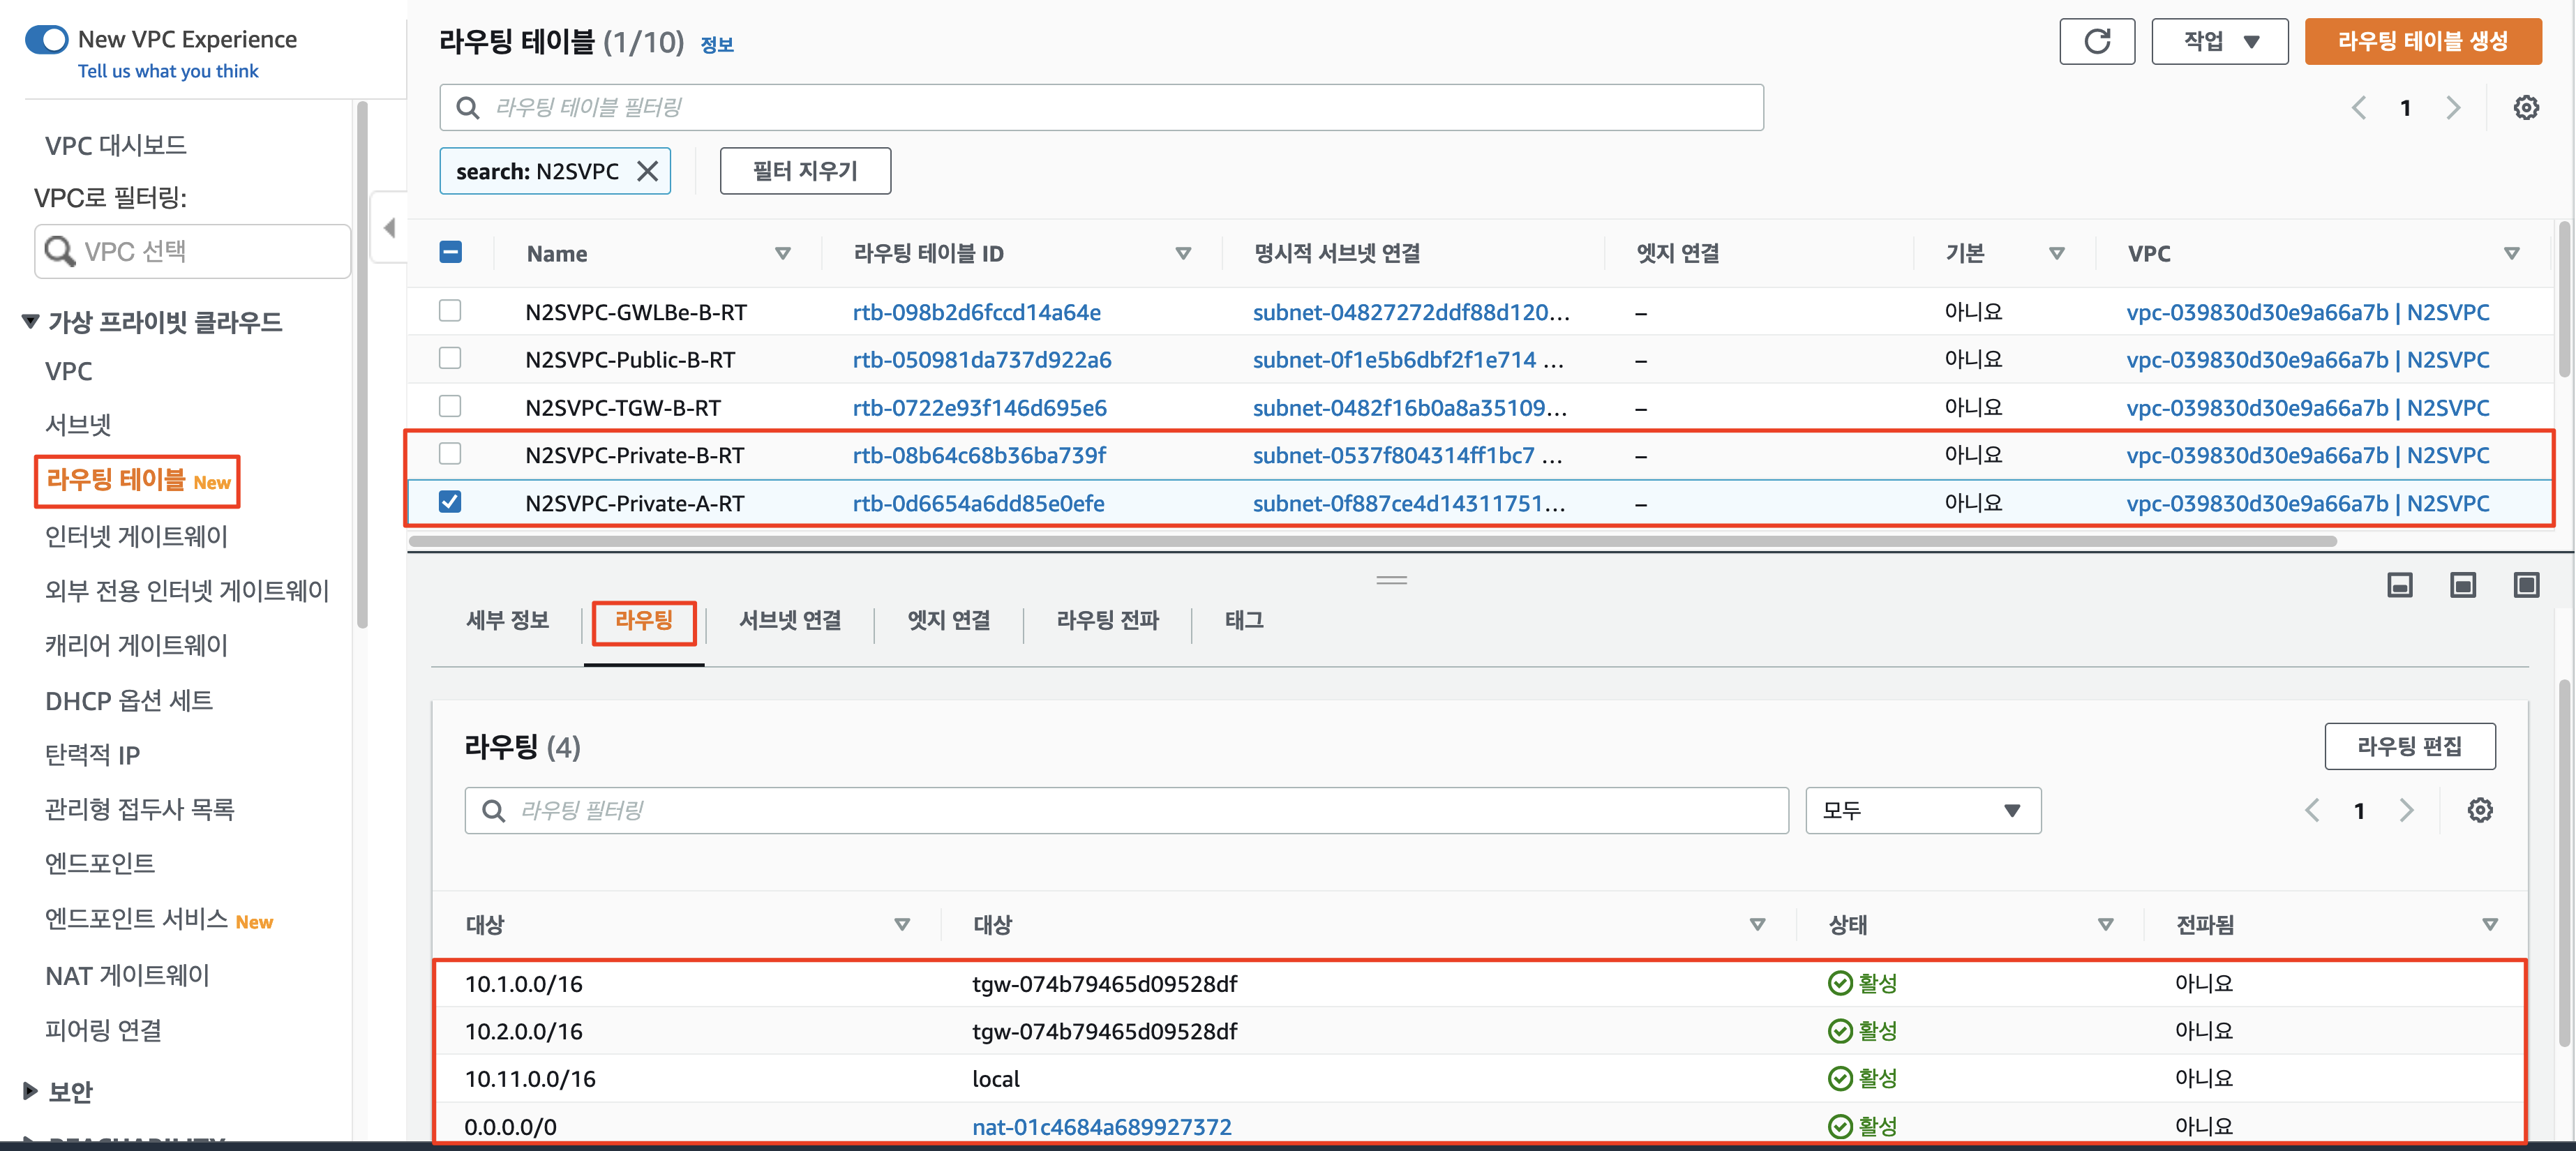 New VPC Experience
Tell us what you think
VPC 대시보드
VPC로 필터링:
VPC 선택
가상 프라이빗 클라우드
VPC
서브넷
라우팅 테이블 New
인터넷 게이트웨이
외부 전용 인터넷 게이트웨이
캐리어 게이트웨이
DHCP 옵션 세트
탄력적 IP
관리형 접두사 목록
엔드포인트
엔드포인트 서비스 New
NAT 게이트웨이
피어링 연결
보안
REACHABILITY
라우팅 테이블 (1/10) 정보
작업
라우팅 테이블 생성
라우팅 테이블 필터링
1
search: N2SVPC
필터 지우기
Name 라우팅 테이블 ID 명시적 서브넷 연결 엣지 연결 기본 VPC
N2SVPC-GWLBe-B-RT rtb-098b2d6fccd14a64e subnet-04827272ddf88d120... – 아니요 vpc-039830d30e9a66a7b | N2SVPC
N2SVPC-Public-B-RT rtb-050981da737d922a6 subnet-0f1e5b6dbf2f1e714 ... – 아니요 vpc-039830d30e9a66a7b | N2SVPC
N2SVPC-TGW-B-RT rtb-0722e93f146d695e6 subnet-0482f16b0a8a35109... – 아니요 vpc-039830d30e9a66a7b | N2SVPC
N2SVPC-Private-B-RT rtb-08b64c68b36ba739f subnet-0537f804314ff1bc7 ... – 아니요 vpc-039830d30e9a66a7b | N2SVPC
N2SVPC-Private-A-RT rtb-0d6654a6dd85e0efe subnet-0f887ce4d14311751... – 아니요 vpc-039830d30e9a66a7b | N2SVPC
세부 정보 라우팅 서브넷 연결 엣지 연결 라우팅 전파 태그
라우팅 (4)
라우팅 편집
라우팅 필터링
모두
1
대상 대상 상태 전파됨
10.1.0.0/16 tgw-074b79465d09528df 활성 아니요
10.2.0.0/16 tgw-074b79465d09528df 활성 아니요
10.11.0.0/16 local 활성 아니요
0.0.0.0/0 nat-01c4684a689927372 활성 아니요